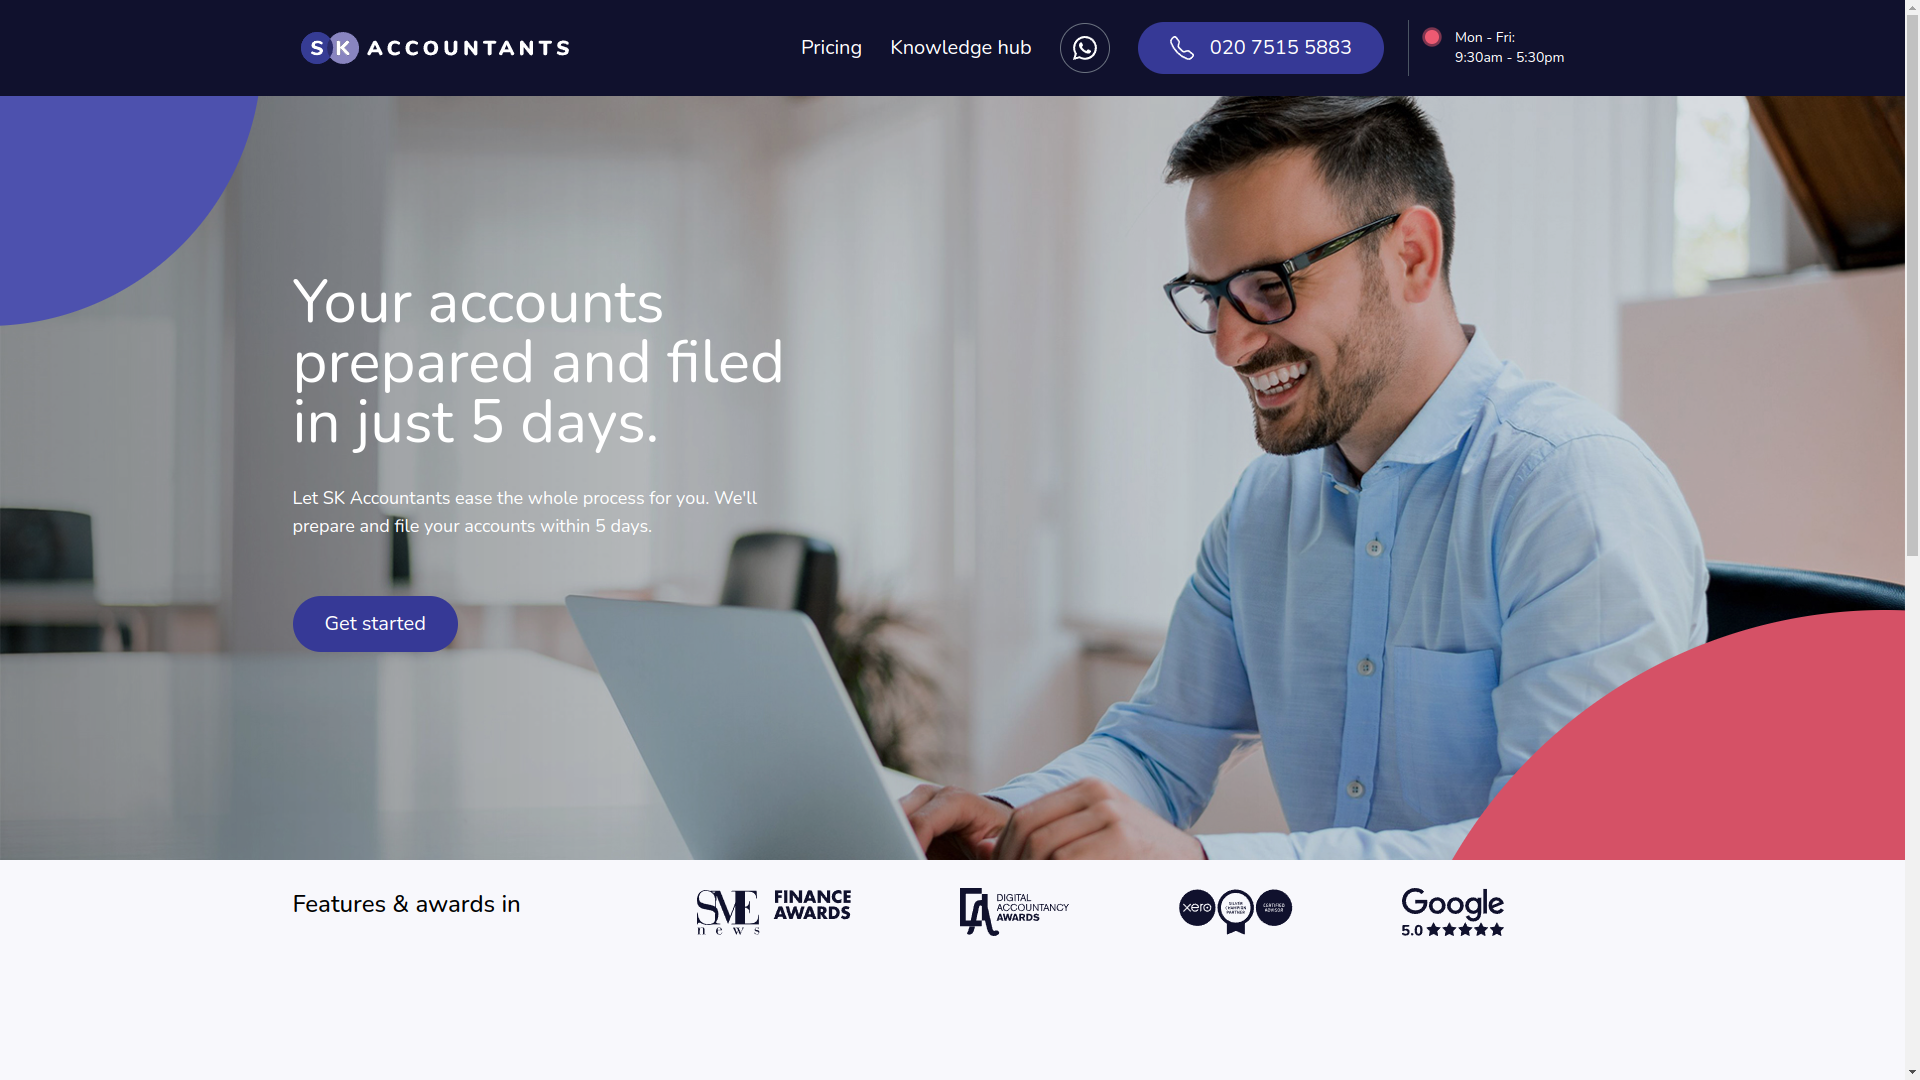 SK ACCOUNTANTS
Pricing
Knowledge hub
020 7515 5883
Mon - Fri:
9:30am - 5:30pm
Your accounts
prepared and filed
in just 5 days.
Let SK Accountants ease the whole process for you. We'll
prepare and file your accounts within 5 days.
Get started
Features & awards in
SME
news
FINANCE
AWARDS
DIGITAL
ACCOUNTANCY
AWARDS
xero
SILVER
CHAMPION
PARTNER
CERTIFIED
ADVISOR
Google
5.0